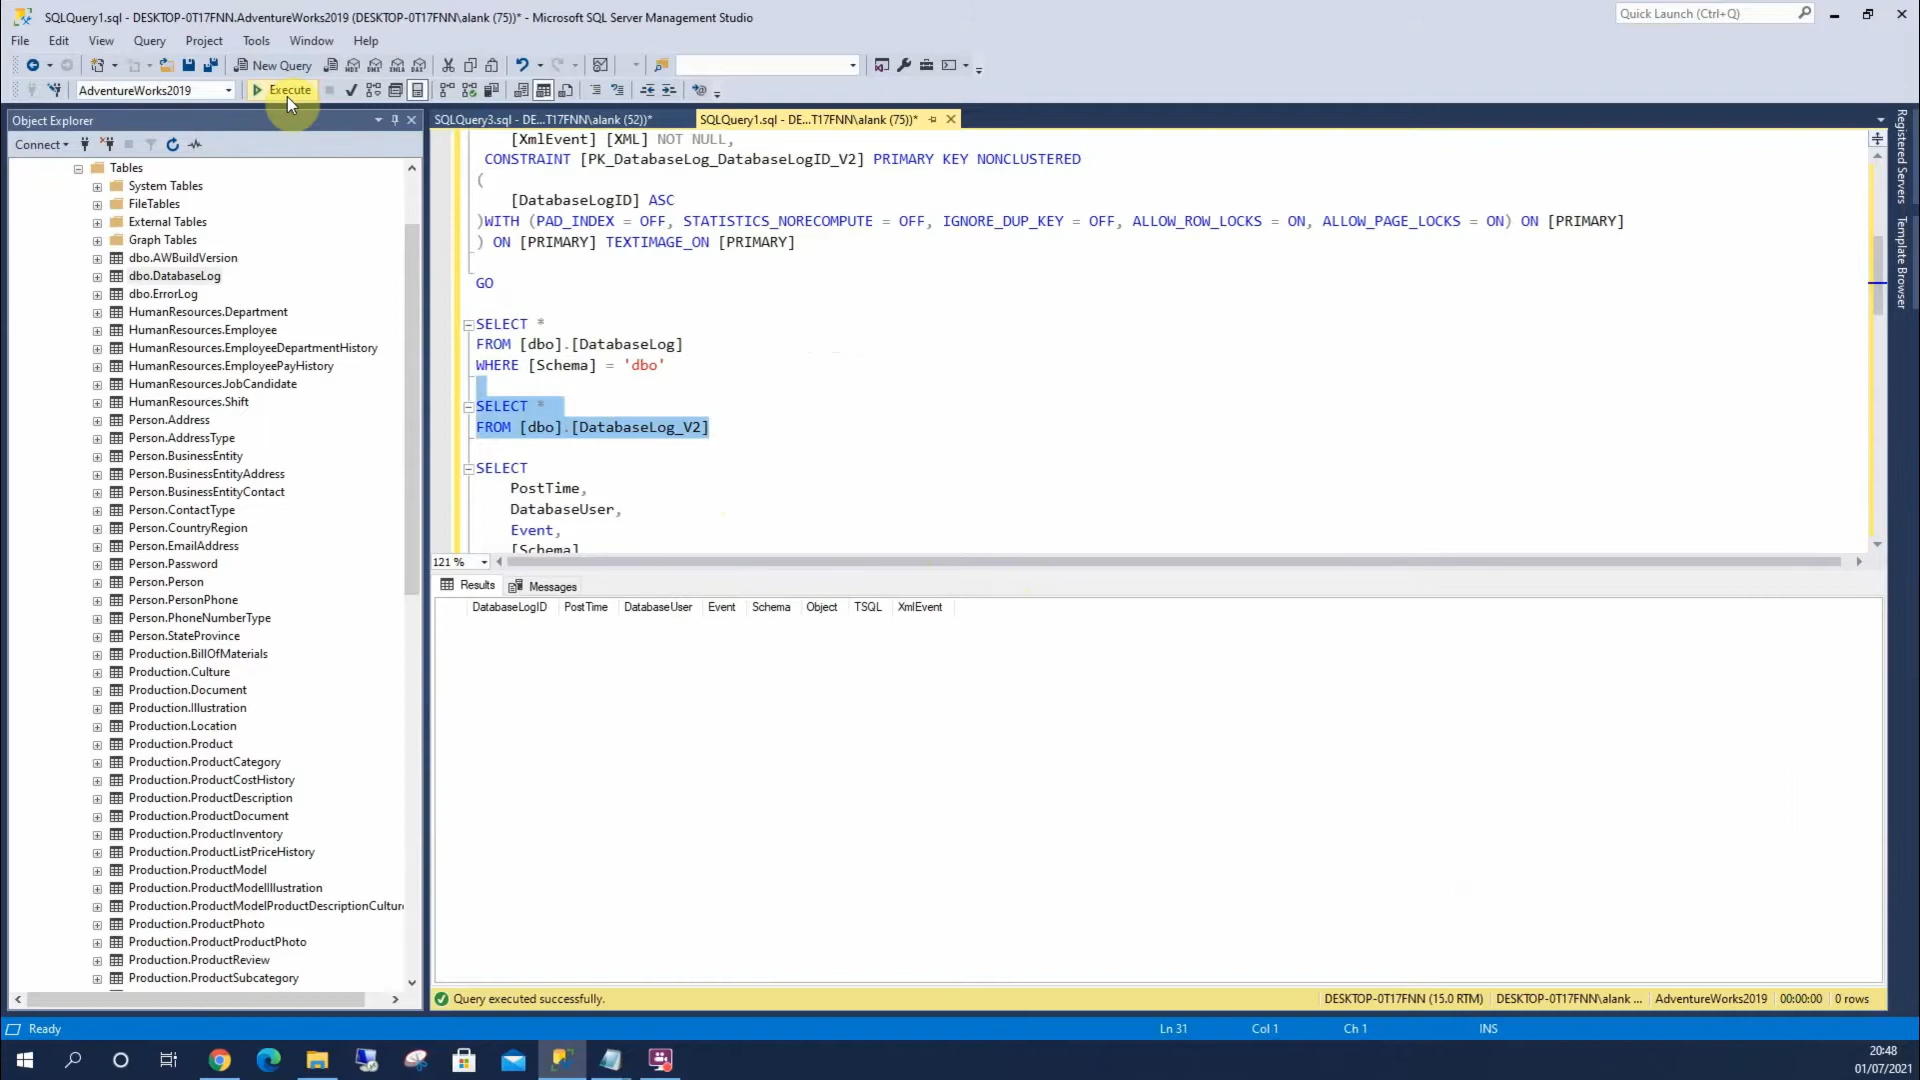 SQLQuery1.sql - DESKTOP-0T17FNN.AdventureWorks2019 (DESKTOP-0T17FNN\alank (75))* - Microsoft SQL Server Management Studio
Quick Launch (Ctrl+Q)
File Edit View Query Project Tools Window Help
New Query
AdventureWorks2019
Execute
Object Explorer
Connect
Tables
System Tables
FileTables
External Tables
Graph Tables
dbo.AWBuildVersion
dbo.DatabaseLog
dbo.ErrorLog
HumanResources.Department
HumanResources.Employee
HumanResources.EmployeeDepartmentHistory
HumanResources.EmployeePayHistory
HumanResources.JobCandidate
HumanResources.Shift
Person.Address
Person.AddressType
Person.BusinessEntity
Person.BusinessEntityAddress
Person.BusinessEntityContact
Person.ContactType
Person.CountryRegion
Person.EmailAddress
Person.Password
Person.Person
Person.PersonPhone
Person.PhoneNumberType
Person.StateProvince
Production.BillOfMaterials
Production.Culture
Production.Document
Production.Illustration
Production.Location
Production.Product
Production.ProductCategory
Production.ProductCostHistory
Production.ProductDescription
Production.ProductDocument
Production.ProductInventory
Production.ProductListPriceHistory
Production.ProductModel
Production.ProductModelIllustration
Production.ProductModelProductDescriptionCulture
Production.ProductPhoto
Production.ProductProductPhoto
Production.ProductReview
Production.ProductSubcategory
SQLQuery3.sql - DE...T17FNN\alank (52))*
SQLQuery1.sql - DE...T17FNN\alank (75))*
[XmlEvent] [XML] NOT NULL,
CONSTRAINT [PK_DatabaseLog_DatabaseLogID_V2] PRIMARY KEY NONCLUSTERED
(
[DatabaseLogID] ASC
)WITH (PAD_INDEX = OFF, STATISTICS_NORECOMPUTE = OFF, IGNORE_DUP_KEY = OFF, ALLOW_ROW_LOCKS = ON, ALLOW_PAGE_LOCKS = ON) ON [PRIMARY]
) ON [PRIMARY] TEXTIMAGE_ON [PRIMARY]
GO
SELECT *
FROM [dbo].[DatabaseLog]
WHERE [Schema] = 'dbo'
SELECT *
FROM [dbo].[DatabaseLog_V2]
SELECT
PostTime,
DatabaseUser,
Event,
[Schema]
121 %
Results Messages
DatabaseLogID PostTime DatabaseUser Event Schema Object TSQL XmlEvent
Query executed successfully.
DESKTOP-0T17FNN (15.0 RTM) DESKTOP-0T17FNN\alank ... AdventureWorks2019 00:00:00 0 rows
Registered Servers
Template Browser
Ready
Ln 31 Col 1 Ch 1 INS
20:48
01/07/2021